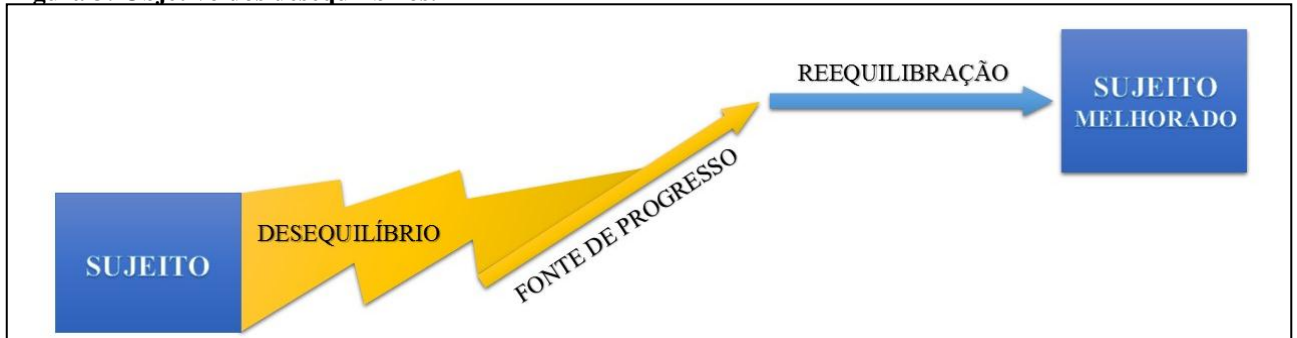 SUJEITO
DESEQUILÍBRIO
FONTE DE PROGRESSO
REEQUILIBRAÇÃO
SUJEITO
MELHORADO